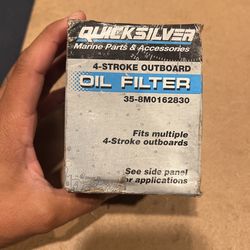 QUICKSILVER
Marine Parts & Accessories
4-STROKE OUTBOARD
OIL FILTER
35-8M0162830
Fits multiple
4-Stroke outboards
See side panel
for applications